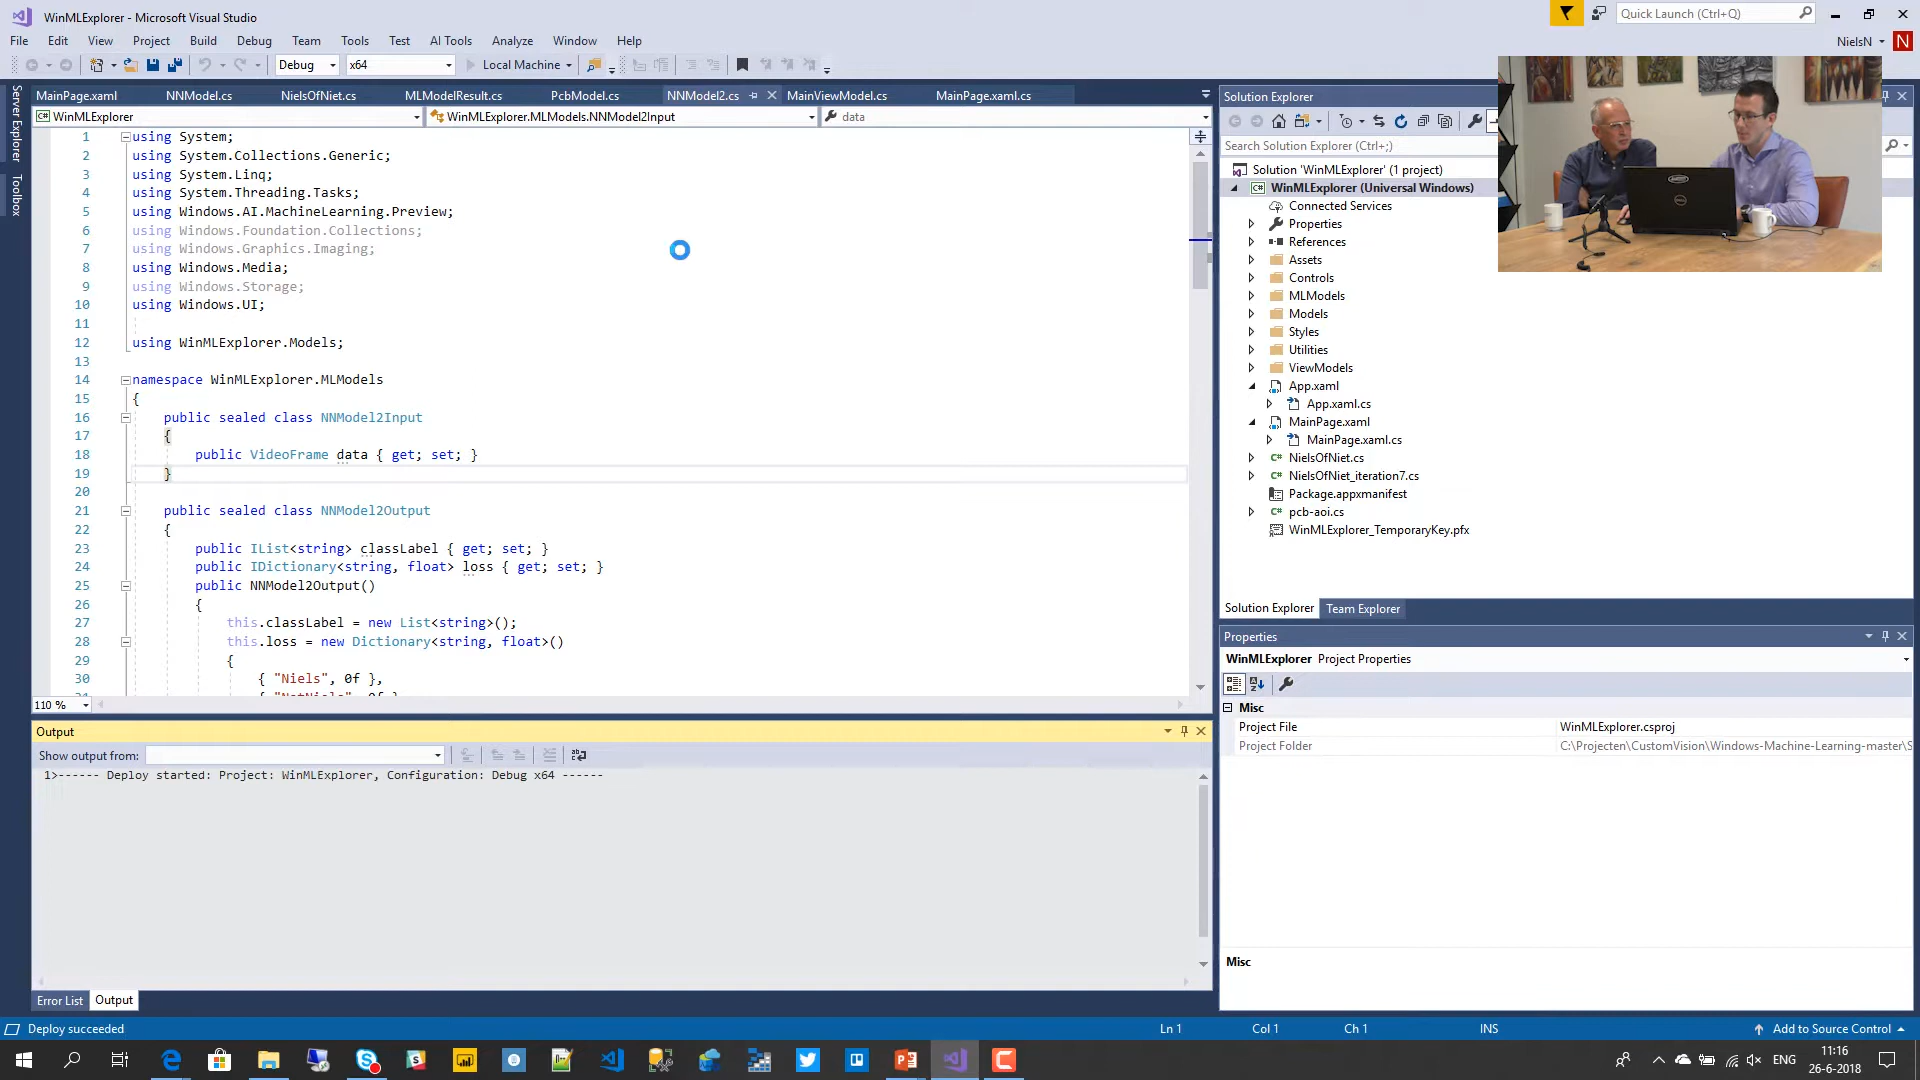 WinMLExplorer - Microsoft Visual Studio
Quick Launch (Ctrl+Q)
File Edit View Project Build Debug Team Tools Test AI Tools Analyze Window Help
NielsN
N
Debug x64 Local Machine
Server Explorer
Toolbox
MainPage.xaml NNModel.cs NielsOfNiet.cs MLModelResult.cs PcbModel.cs NNModel2.cs MainViewModel.cs MainPage.xaml.cs
WinMLExplorer WinMLExplorer.MLModels.NNModel2Input data
1 using System;
2 using System.Collections.Generic;
3 using System.Linq;
4 using System.Threading.Tasks;
5 using Windows.AI.MachineLearning.Preview;
6 using Windows.Foundation.Collections;
7 using Windows.Graphics.Imaging;
8 using Windows.Media;
9 using Windows.Storage;
10 using Windows.UI;
11
12 using WinMLExplorer.Models;
13
14 namespace WinMLExplorer.MLModels
15 {
16 public sealed class NNModel2Input
17 {
18 public VideoFrame data { get; set; }
19 }
20
21 public sealed class NNModel2Output
22 {
23 public IList<string> classLabel { get; set; }
24 public IDictionary<string, float> loss { get; set; }
25 public NNModel2Output()
26 {
27 this.classLabel = new List<string>();
28 this.loss = new Dictionary<string, float>()
29 {
30 { "Niels", 0f },
110 %
Output
Show output from:
1>------ Deploy started: Project: WinMLExplorer, Configuration: Debug x64 ------
Error List Output
Solution Explorer
Search Solution Explorer (Ctrl+;)
Solution 'WinMLExplorer' (1 project)
WinMLExplorer (Universal Windows)
Connected Services
Properties
References
Assets
Controls
MLModels
Models
Styles
Utilities
ViewModels
App.xaml
App.xaml.cs
MainPage.xaml
MainPage.xaml.cs
NielsOfNiet.cs
NielsOfNiet_iteration7.cs
Package.appxmanifest
pcb-aoi.cs
WinMLExplorer_TemporaryKey.pfx
Solution Explorer Team Explorer
Properties
WinMLExplorer Project Properties
Misc
Project File WinMLExplorer.csproj
Project Folder C:\Projecten\CustomVision\Windows-Machine-Learning-master\S
Misc
Deploy succeeded Ln 1 Col 1 Ch 1 INS Add to Source Control
ENG 11:16
26-6-2018